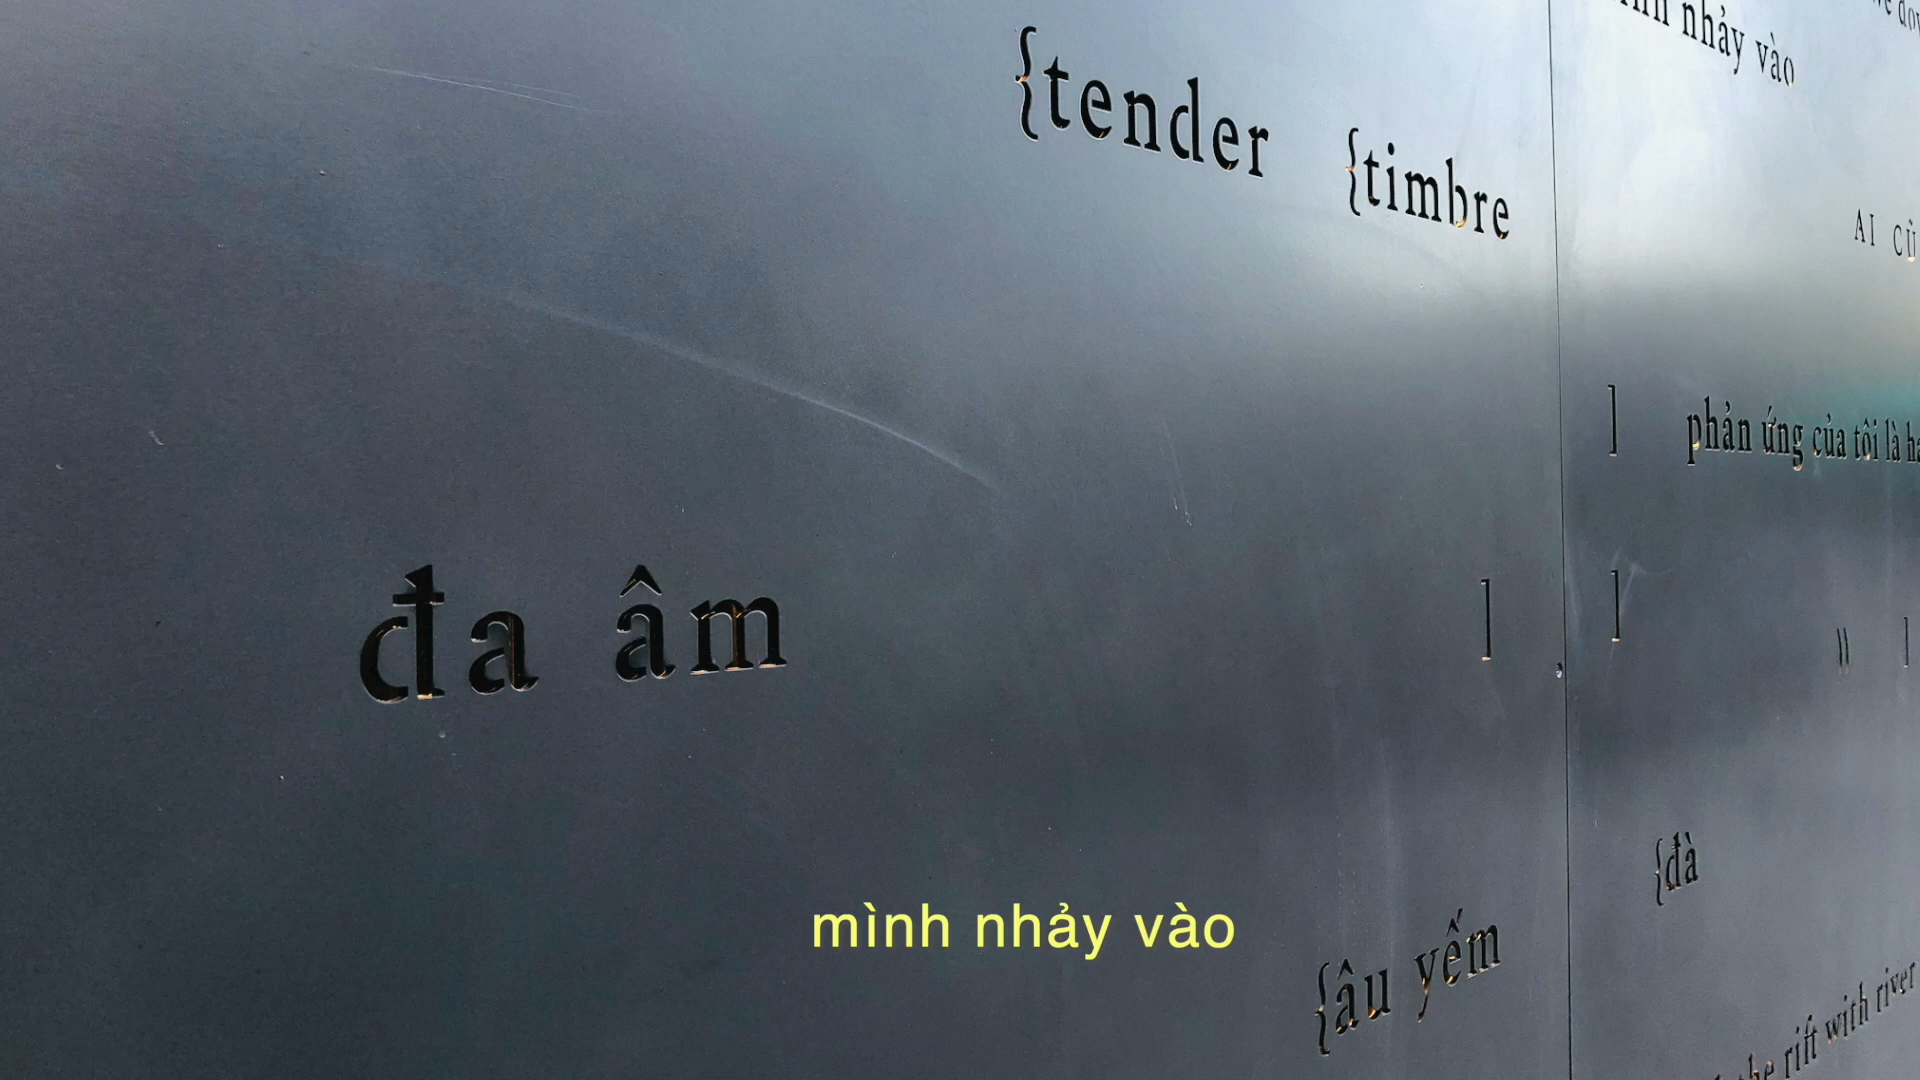 nhảy vào
{tender {timbre
AI
] phản ứng của tôi là
đa âm ] ]
]
{đà
mình nhảy vào
{âu yếm
the rift with river